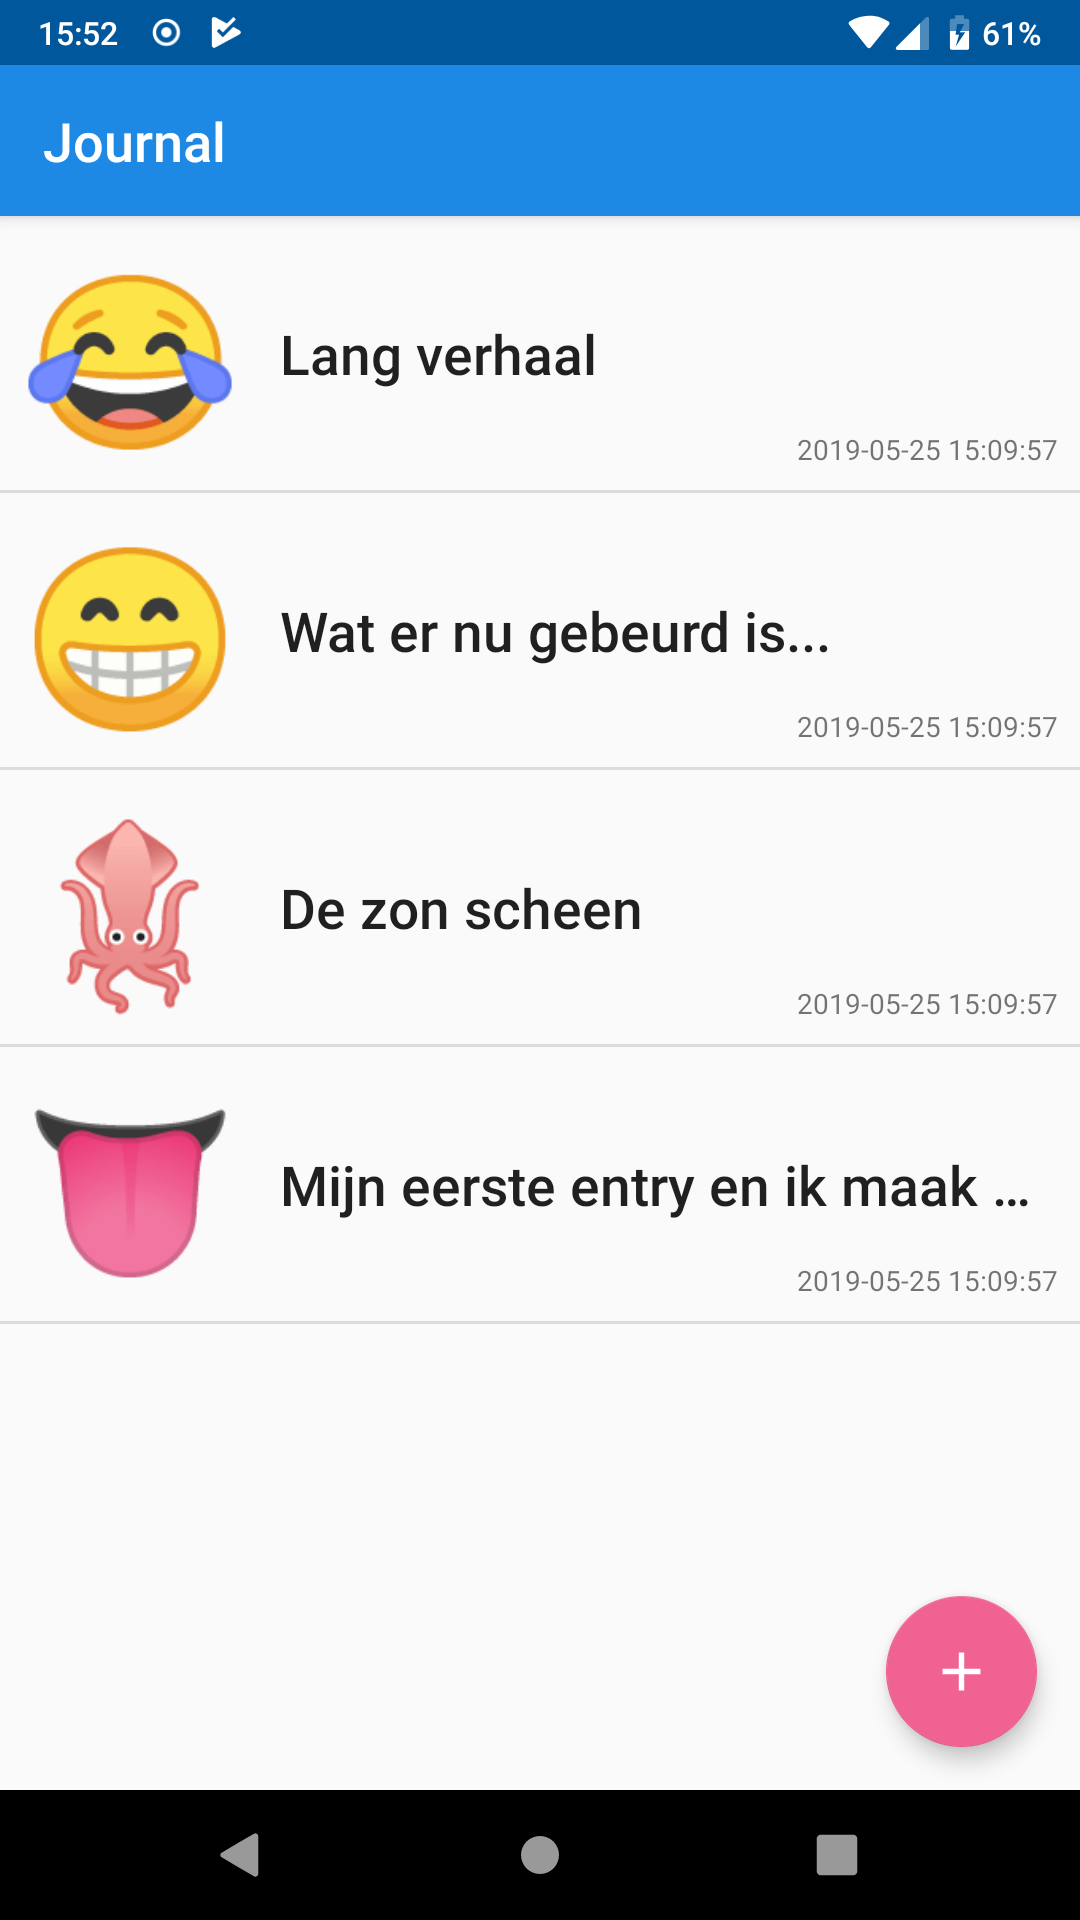 15:52
61%
Journal
Lang verhaal
2019-05-25 15:09:57
Wat er nu gebeurd is...
2019-05-25 15:09:57
De zon scheen
2019-05-25 15:09:57
Mijn eerste entry en ik maak ...
2019-05-25 15:09:57